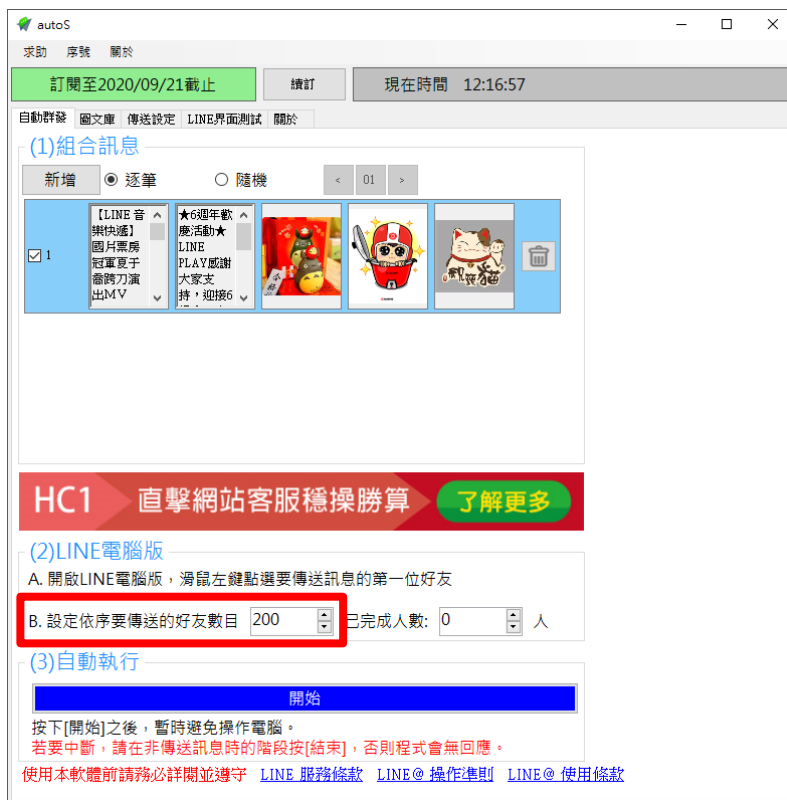 autoS
求助 序號 關於
訂閱至2020/09/21截止 續訂 現在時間 12:16:57
自動群發 圖文庫 傳送設定 LINE界面測試 關於
(1)組合訊息
新增 逐筆 隨機 < 01 >
1
【LINE 音
樂快遞】
國片票房
冠軍夏于
喬跨刀演
出MV
★6週年歡
慶活動★
LINE
PLAY感謝
大家支
持，迎接6
招財貓
HC1 直擊網站客服穩操勝算 了解更多
(2)LINE電腦版
A. 開啟LINE電腦版，滑鼠左鍵點選要傳送訊息的第一位好友
B. 設定依序要傳送的好友數目 200 已完成人數: 0 人
(3)自動執行
開始
按下[開始]之後，暫時避免操作電腦。
若要中斷，請在非傳送訊息時的階段按[結束]，否則程式會無回應。
使用本軟體前請務必詳閱並遵守 LINE 服務條款 LINE@ 操作準則 LINE@ 使用條款